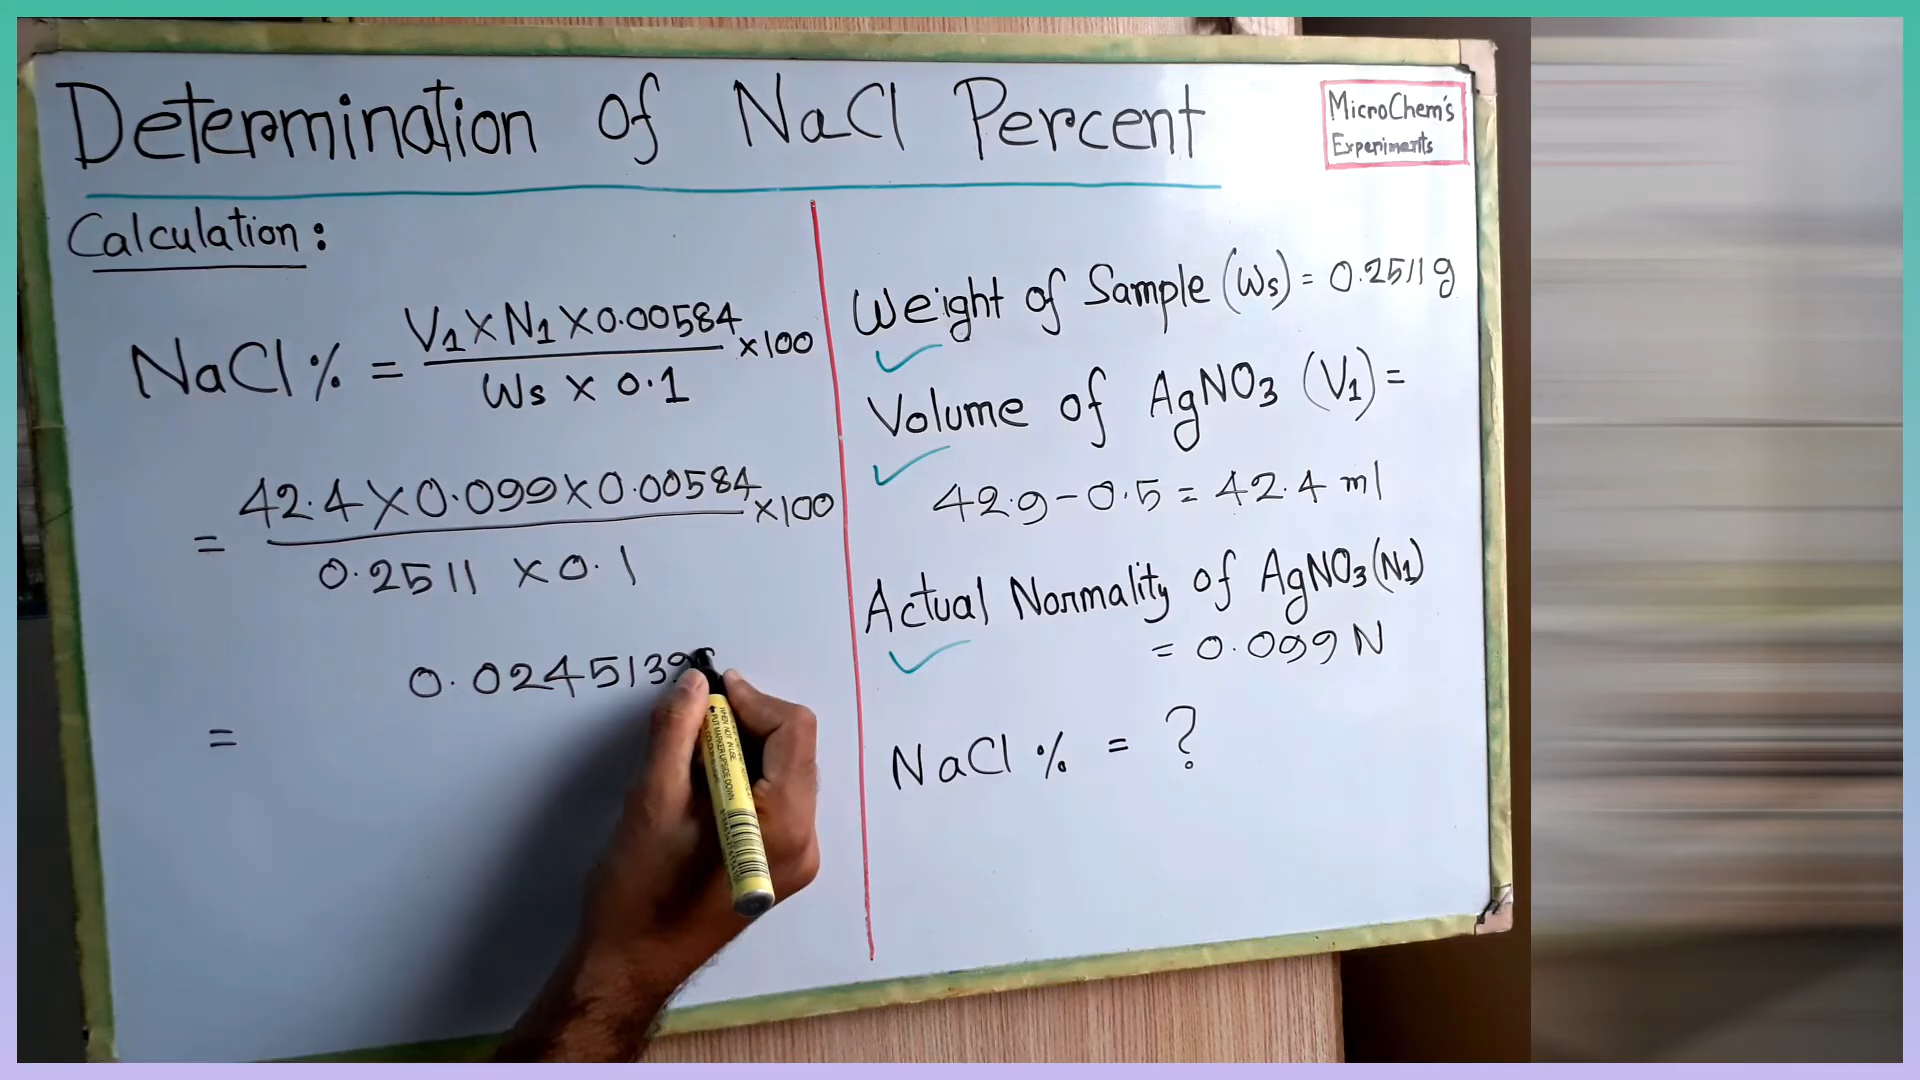 Determination of NaCl Percent
MicroChem's
Experiments
Calculation:
NaCl % = V1 X N1 X 0.00584 / Ws X 0.1 X100
= 42.4 X 0.099 X 0.00584 / 0.2511 X 0.1 X100
0.0245139
=
Weight of Sample (Ws) = 0.2511g
Volume of AgNO3 (V1) =
42.9 - 0.5 = 42.4 ml
Actual Normality of AgNO3 (N1)
= 0.099 N
NaCl % = ?